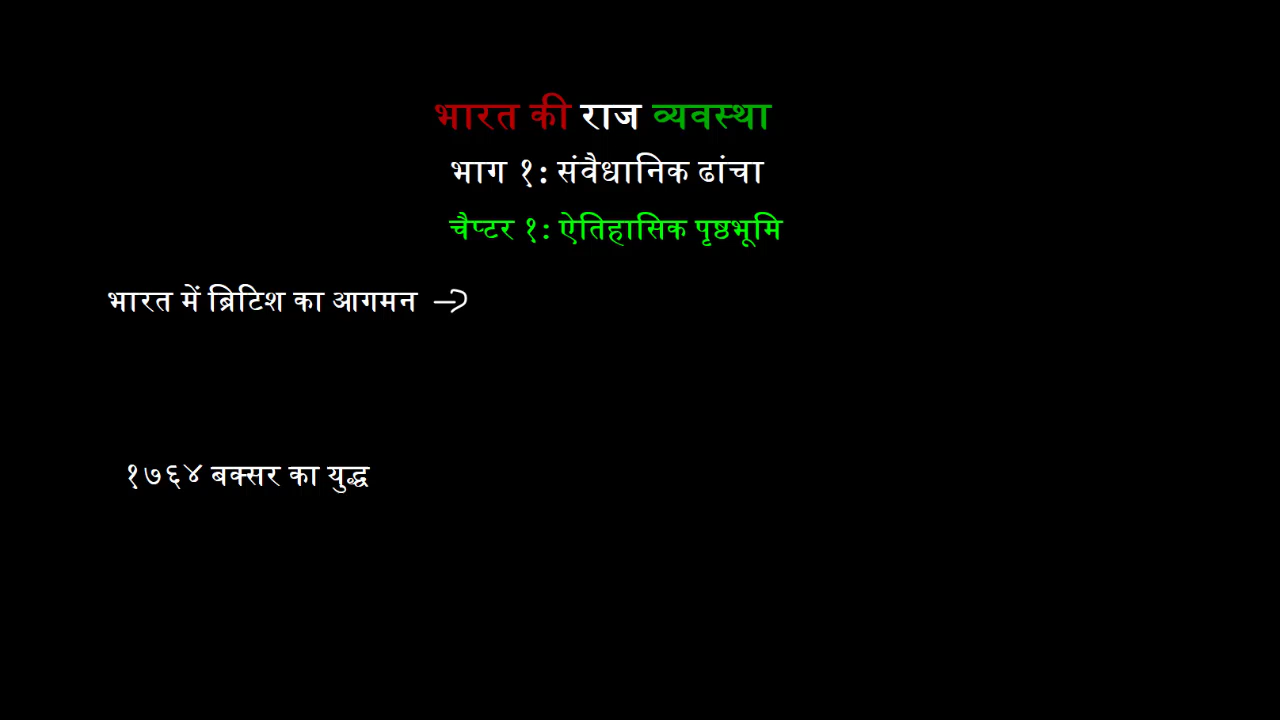 भारत की राज व्यवस्था
भाग १: संवैधानिक ढांचा
चैप्टर १: ऐतिहासिक पृष्ठभूमि
भारत में ब्रिटिश का आगमन →
१७६४ बक्सर का युद्ध